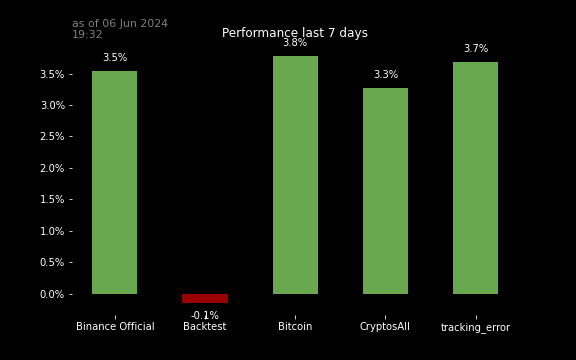 as of 06 Jun 2024
19:32
Performance last 7 days
3.5%
-0.1%
3.8%
3.3%
3.7%
3.5%
3.0%
2.5%
2.0%
1.5%
1.0%
0.5%
0.0%
Binance Official
Backtest
Bitcoin
CryptosAll
tracking_error